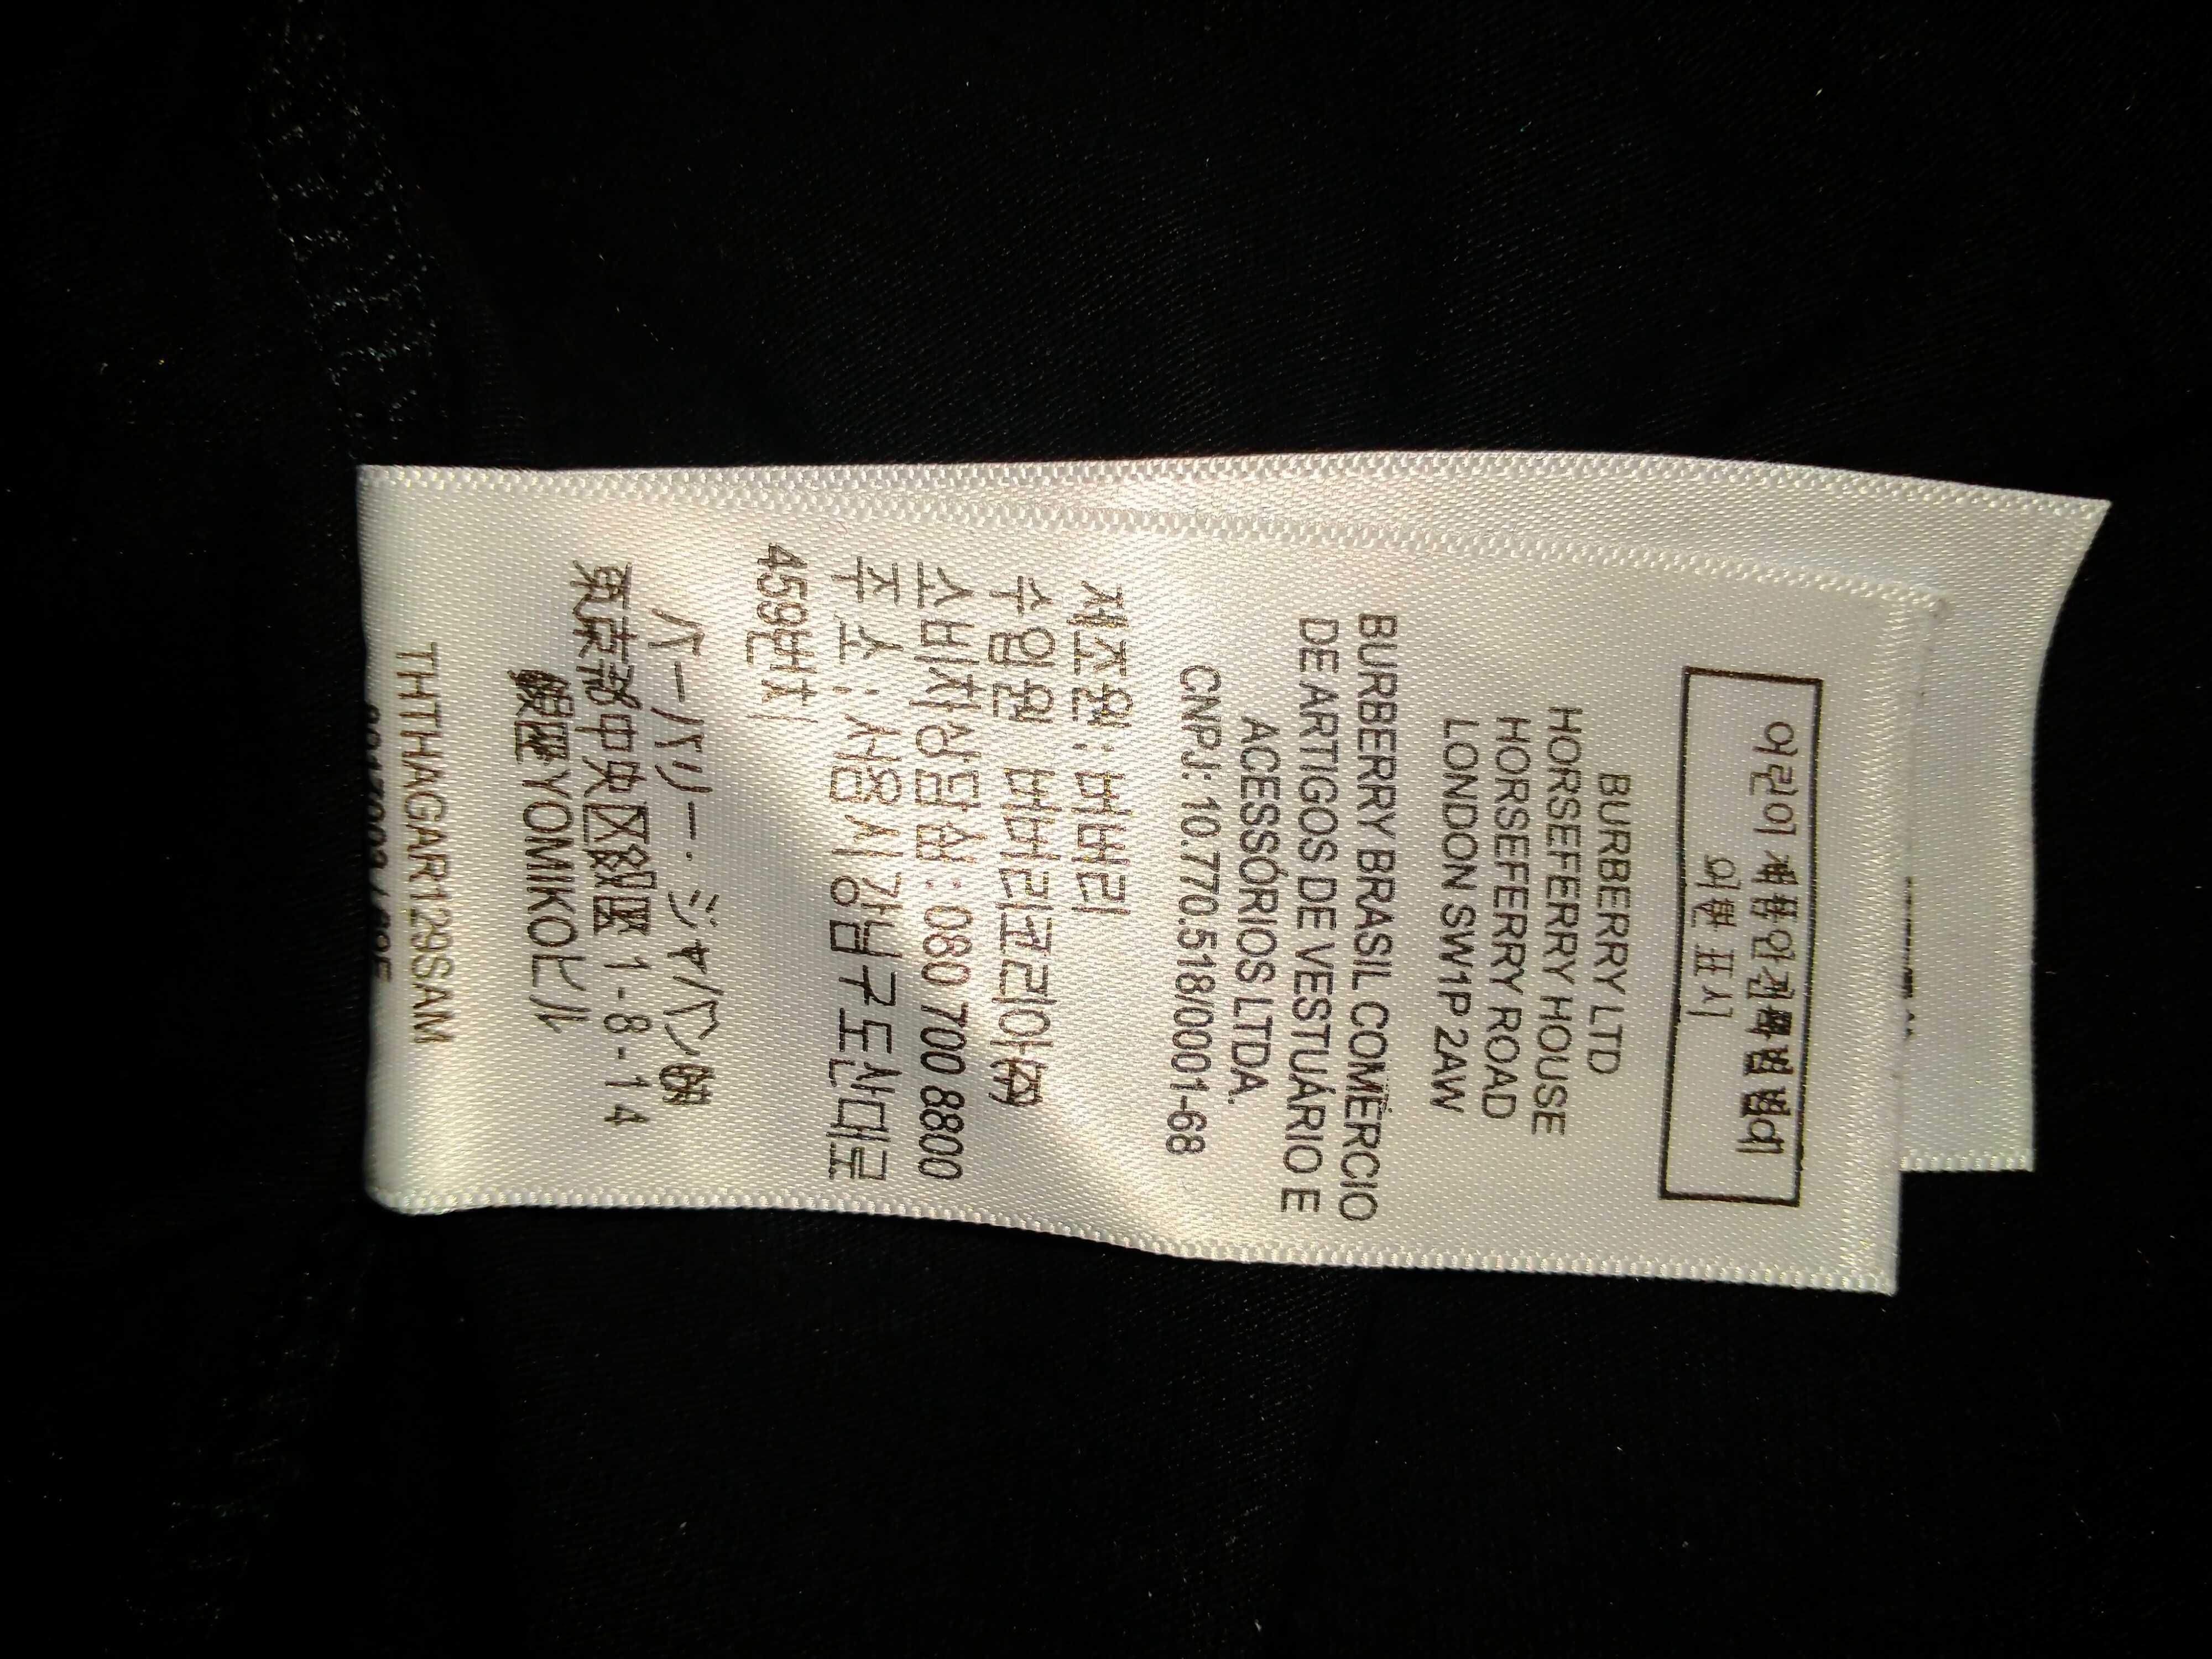 어린이 제품안전특별법에
의한 표시
BURBERRY LTD
HORSEFERRY HOUSE
HORSEFERRY ROAD
LONDON SW1P 2AW
BURBERRY BRASIL COMÉRCIO
DE ARTIGOS DE VESTUÁRIO E
ACESSÓRIOS LTDA.
CNPJ: 10.770.518/0001-68
제조원 : 버버리
수입원 버버리코리아(주)
소비자상담실 : 080 700 8800
주 소 : 서울시 강남구 도산대로
459번지
バーバリー・ジャパン㈱
東京都中央区銀座 1-8-14
銀座YOMIKOビル
THTHAGAR129SAM